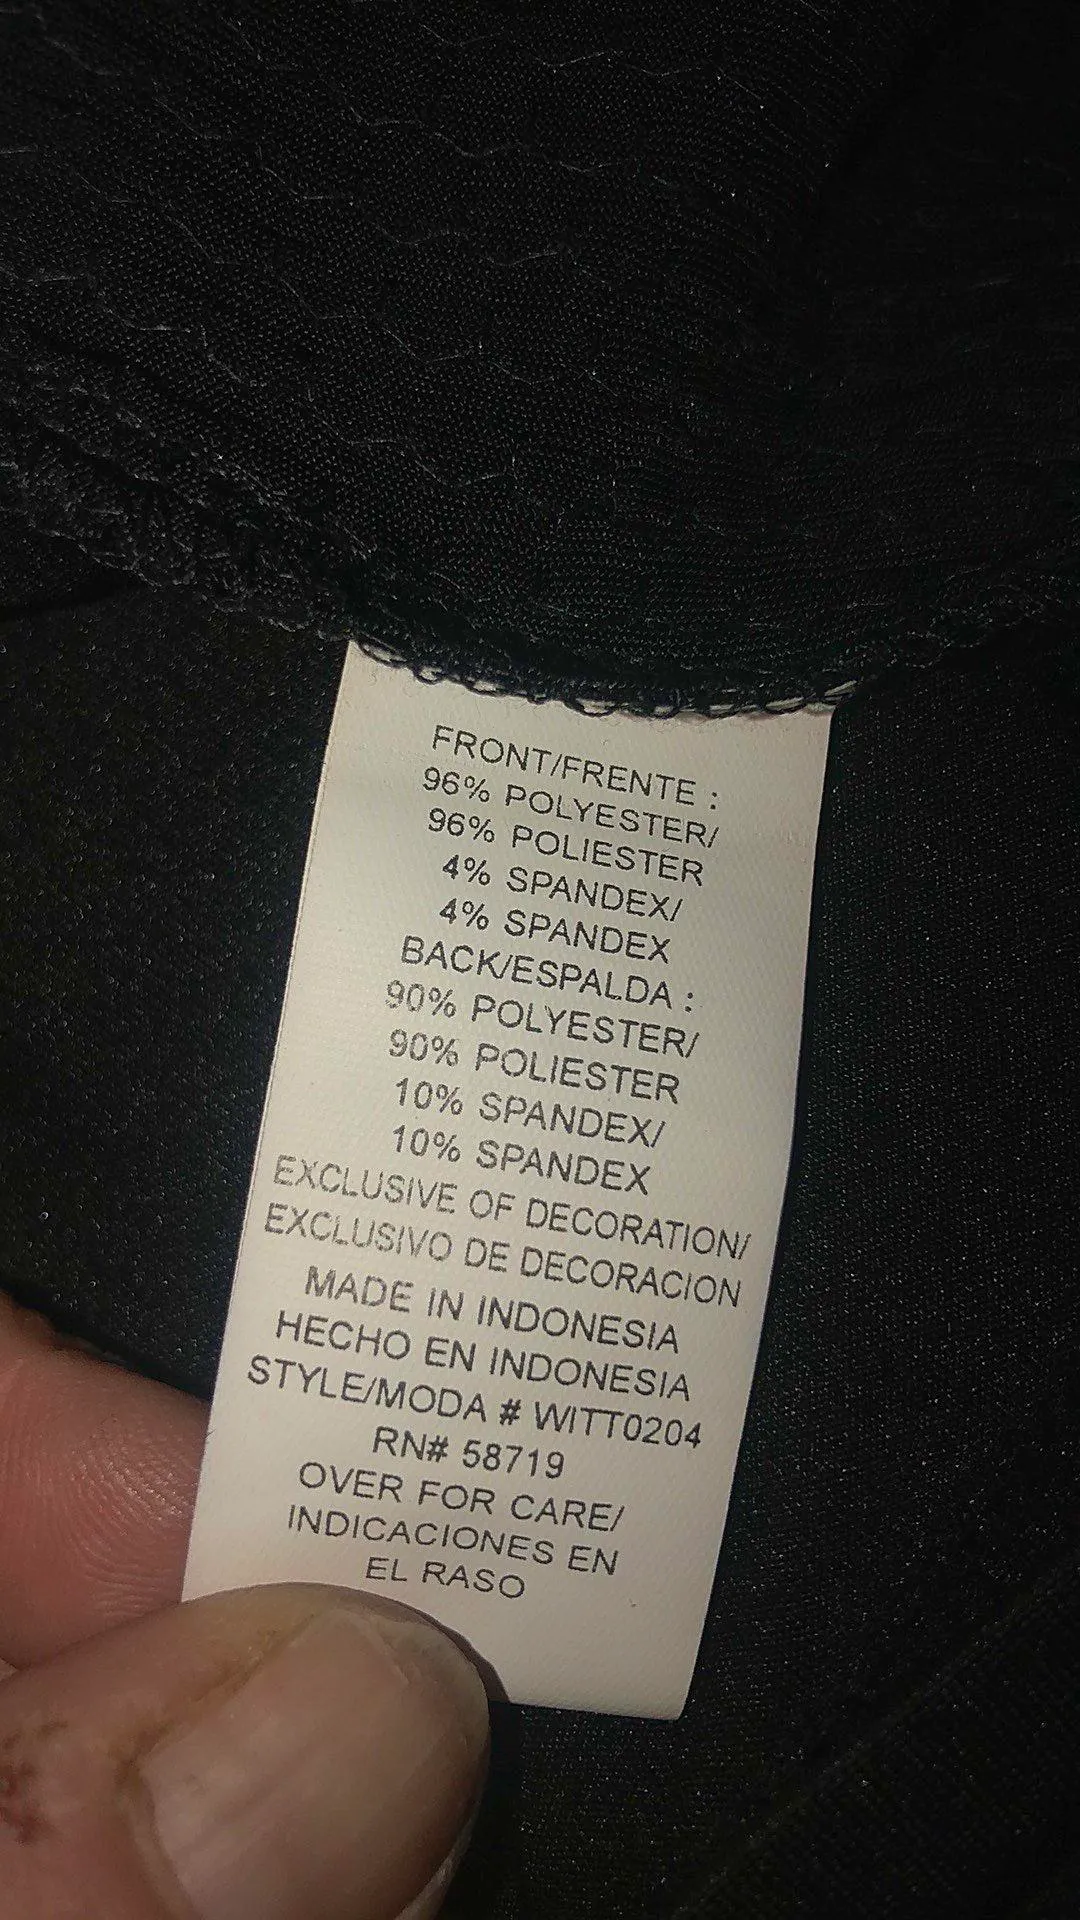 FRONT/FRENTE :
96% POLYESTER/
96% POLIESTER
4% SPANDEX/
4% SPANDEX
BACK/ESPALDA :
90% POLYESTER/
90% POLIESTER
10% SPANDEX/
10% SPANDEX
EXCLUSIVE OF DECORATION/
EXCLUSIVO DE DECORACION
MADE IN INDONESIA
HECHO EN INDONESIA
STYLE/MODA # WITT0204
RN# 58719
OVER FOR CARE/
INDICACIONES EN
EL RASO